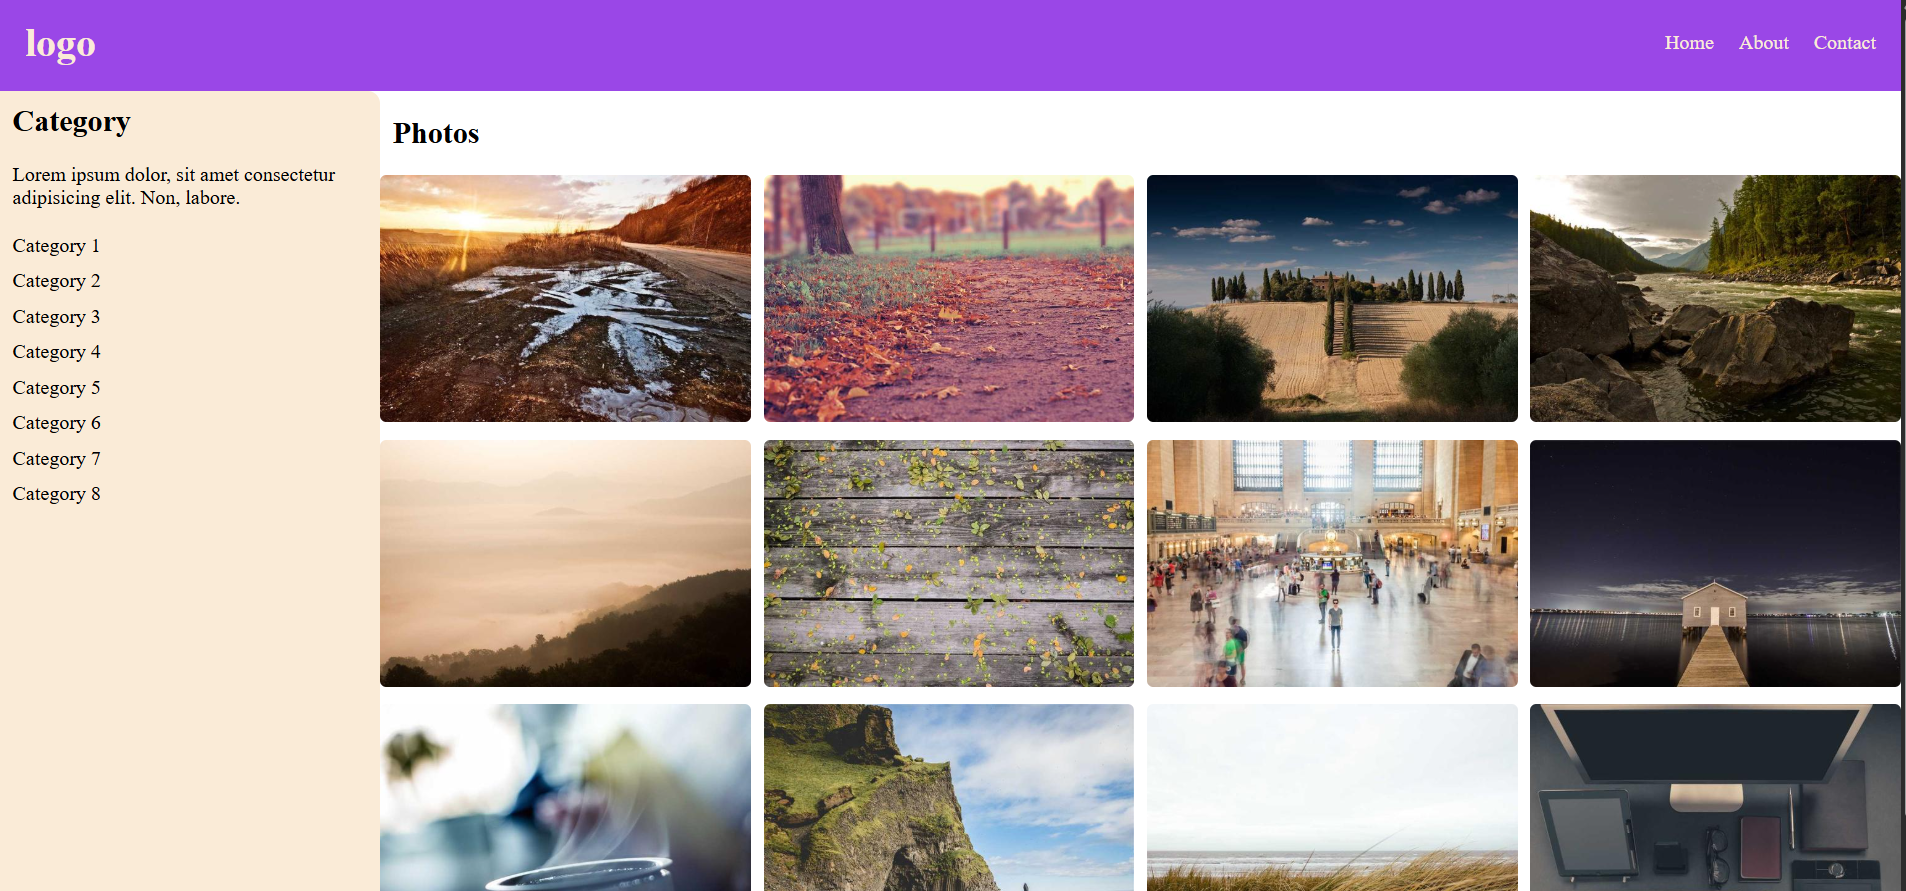 logo
Home About Contact
Category
Lorem ipsum dolor, sit amet consectetur
adipisicing elit. Non, labore.
Category 1
Category 2
Category 3
Category 4
Category 5
Category 6
Category 7
Category 8
Photos